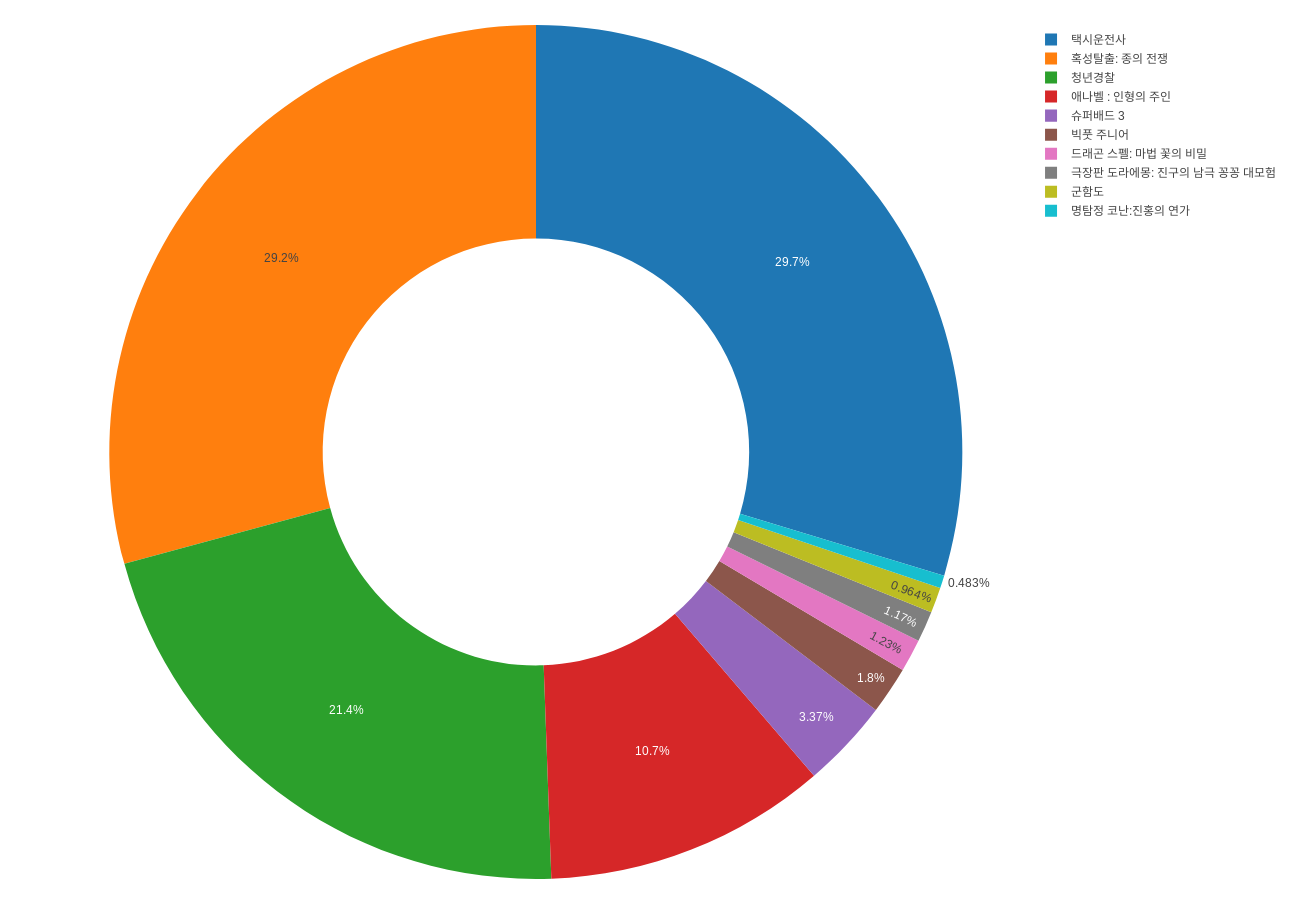 택시운전사
혹성탈출: 종의 전쟁
청년경찰
애나벨 : 인형의 주인
슈퍼배드 3
빅풋 주니어
드래곤 스펠: 마법 꽃의 비밀
극장판 도라에몽: 진구의 남극 꽁꽁 대모험
군함도
명탐정 코난:진홍의 연가
29.2%
29.7%
0.483%
0.964%
1.17%
1.23%
1.8%
21.4%
3.37%
10.7%